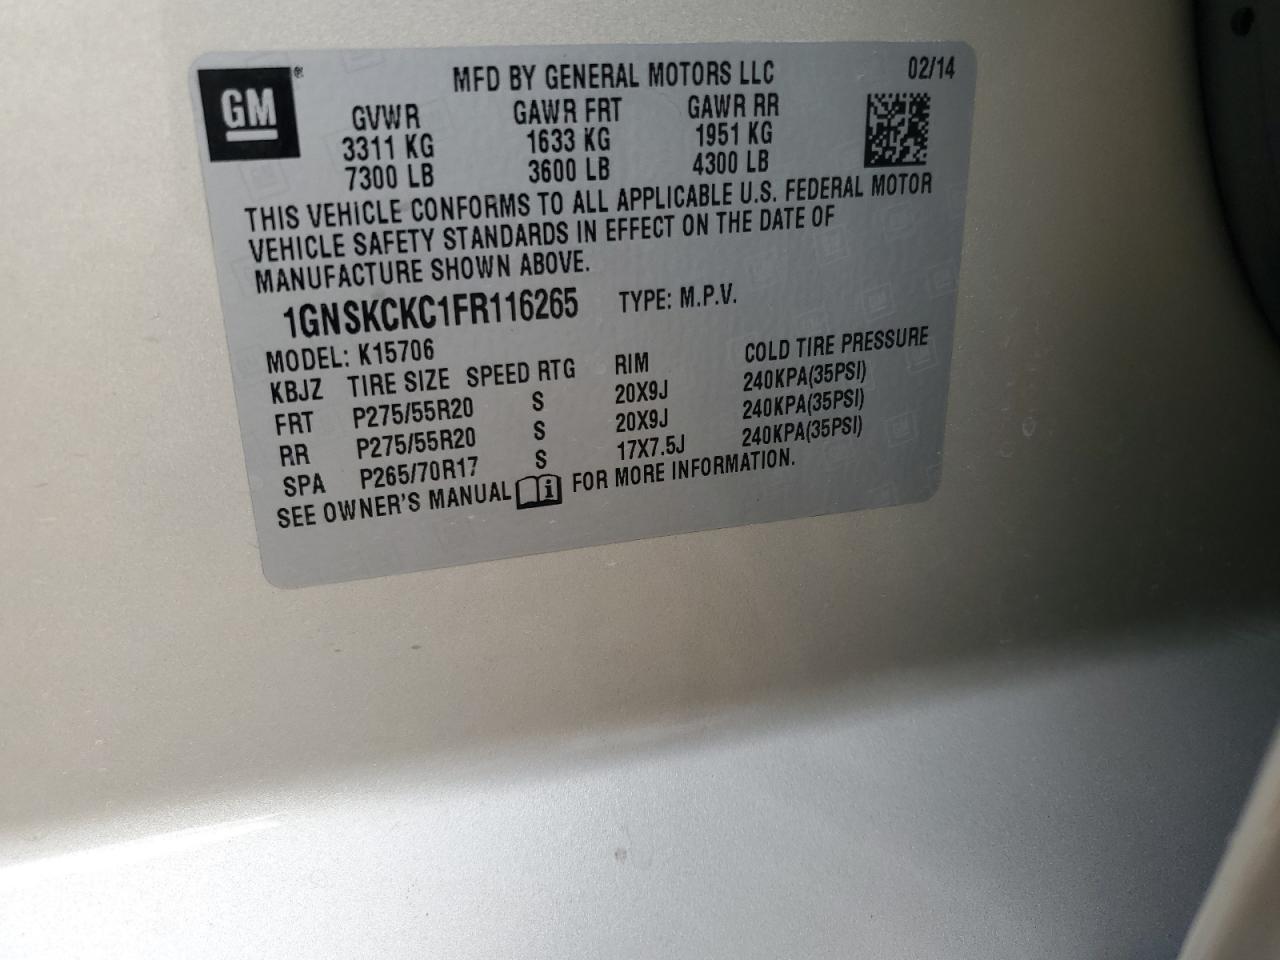 GM®
MFD BY GENERAL MOTORS LLC 02/14
GVWR GAWR FRT GAWR RR
3311 KG 1633 KG 1951 KG
7300 LB 3600 LB 4300 LB
THIS VEHICLE CONFORMS TO ALL APPLICABLE U.S. FEDERAL MOTOR
VEHICLE SAFETY STANDARDS IN EFFECT ON THE DATE OF
MANUFACTURE SHOWN ABOVE.
1GNSKCKC1FR116265 TYPE: M.P.V.
MODEL: K15706
KBJZ TIRE SIZE SPEED RTG RIM COLD TIRE PRESSURE
FRT P275/55R20 S 20X9J 240KPA(35PSI)
RR P275/55R20 S 20X9J 240KPA(35PSI)
SPA P265/70R17 S 17X7.5J 240KPA(35PSI)
SEE OWNER'S MANUAL i FOR MORE INFORMATION.